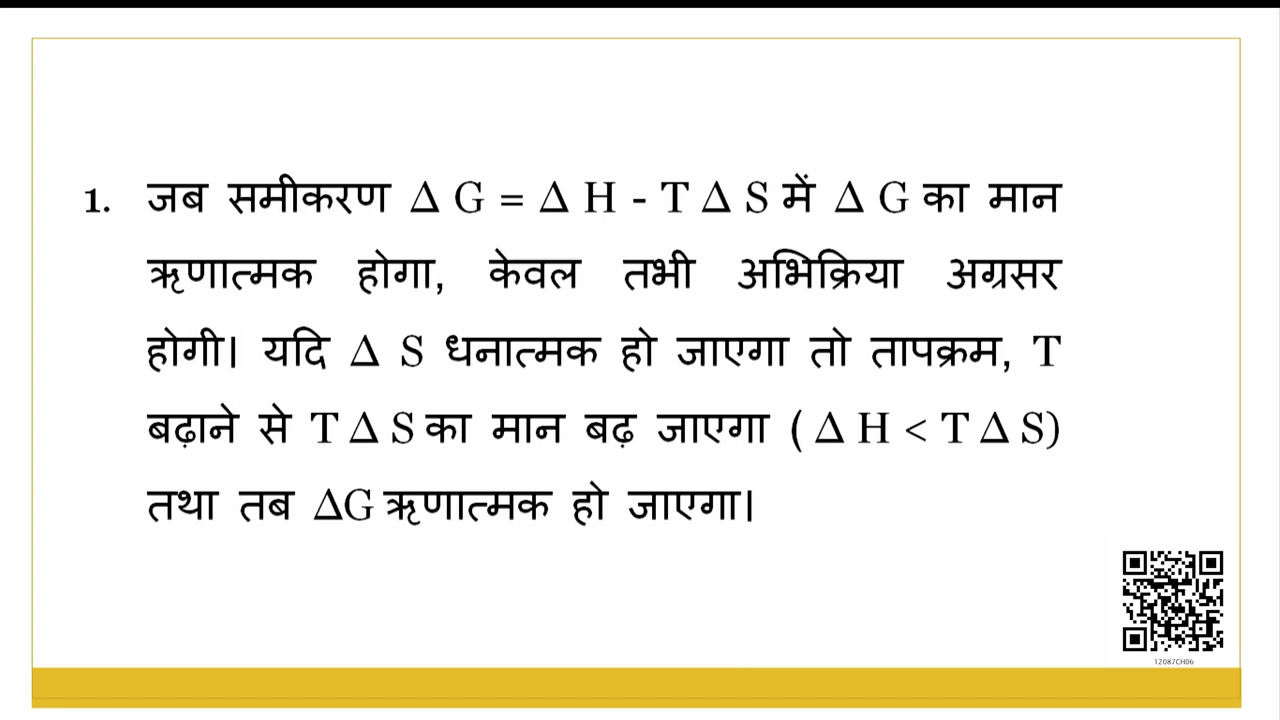 1. जब समीकरण Δ G = Δ H - T Δ S में Δ G का मान
ऋणात्मक होगा, केवल तभी अभिक्रिया अग्रसर
होगी। यदि Δ S धनात्मक हो जाएगा तो तापक्रम, T
बढ़ाने से T Δ S का मान बढ़ जाएगा ( Δ H < T Δ S)
तथा तब ΔG ऋणात्मक हो जाएगा।
12087CH06